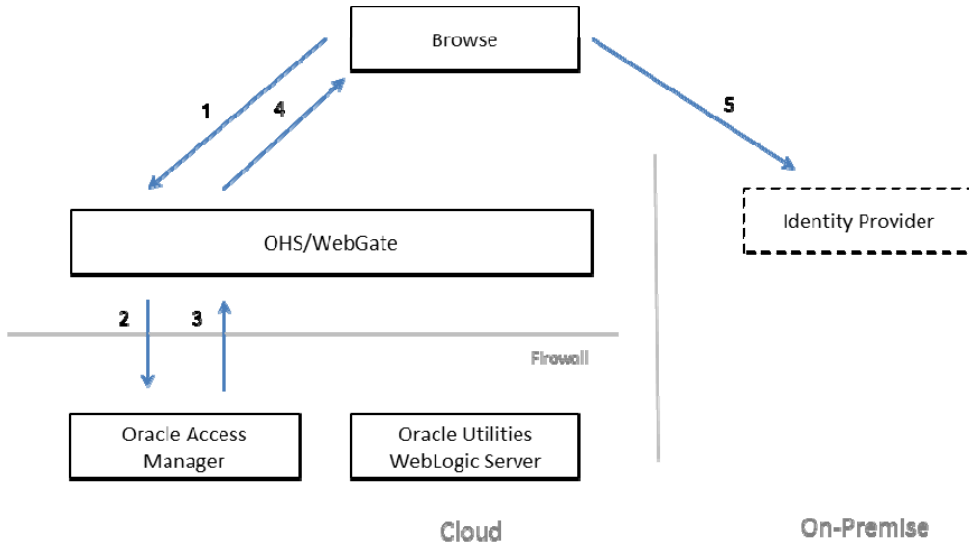 Browse
1
4
5
OHS/WebGate
Identity Provider
2
3
Firewall
Oracle Access
Manager
Oracle Utilities
WebLogic Server
Cloud
On-Premise